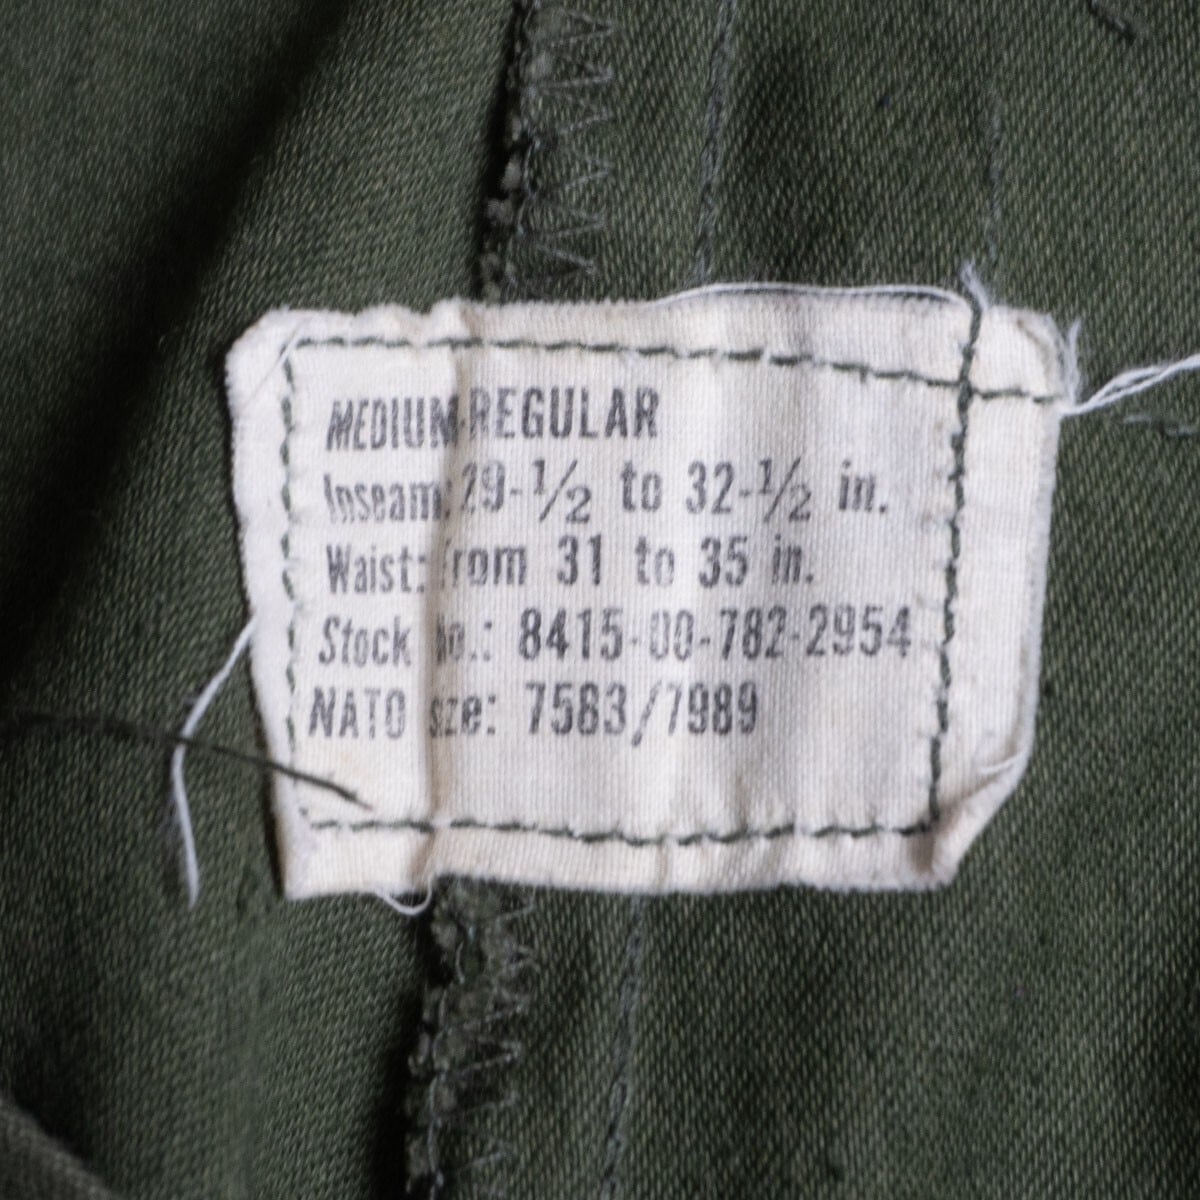 MEDIUM-REGULAR
Inseam: 29-1/2 to 32-1/2 in.
Waist: from 31 to 35 in.
Stock no.: 8415-00-782-2954
NATO size: 7583/7989